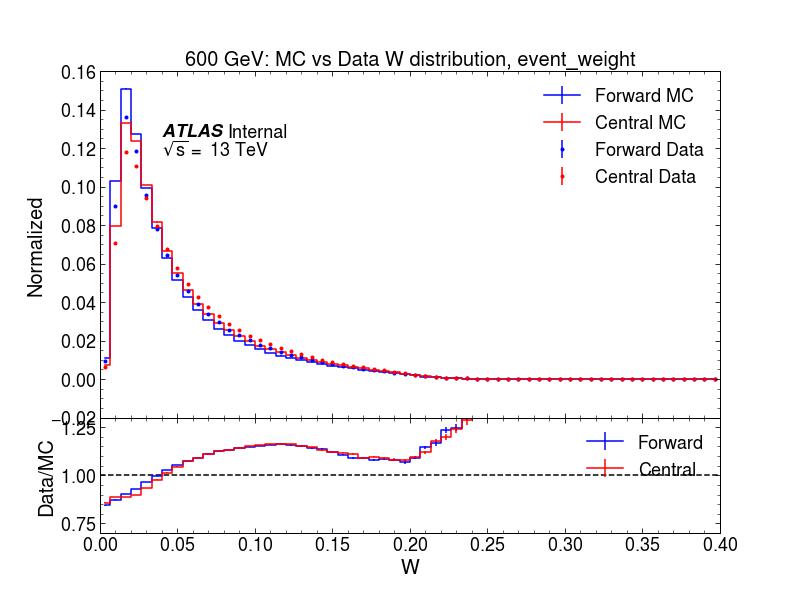 600 GeV: MC vs Data W distribution, event_weight
0.16
0.14
0.12
0.10
0.08
0.06
0.04
0.02
0.00
−0.02
Normalized
ATLAS Internal
√s = 13 TeV
Forward MC
Central MC
Forward Data
Central Data
1.25
1.00
0.75
Data/MC
Forward
Central
0.00 0.05 0.10 0.15 0.20 0.25 0.30 0.35 0.40
W